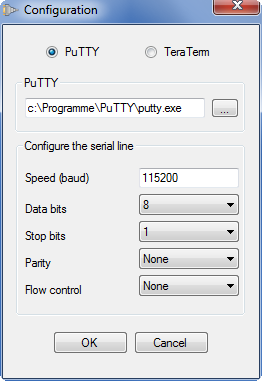 Configuration
PuTTY TeraTerm
PuTTY
c:\Programme\PuTTY\putty.exe ...
Configure the serial line
Speed (baud) 115200
Data bits 8
Stop bits 1
Parity None
Flow control None
OK Cancel